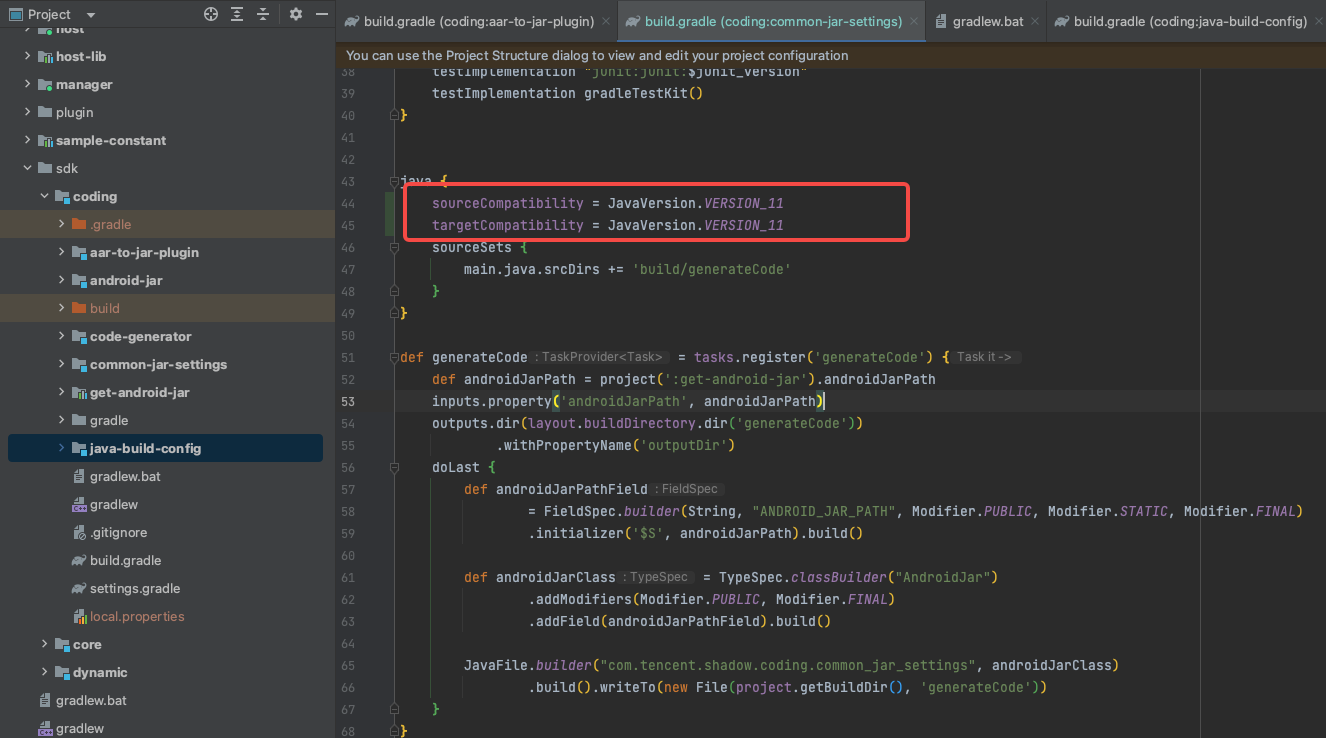 Project
host
host-lib
manager
plugin
sample-constant
sdk
coding
.gradle
aar-to-jar-plugin
android-jar
build
code-generator
common-jar-settings
get-android-jar
gradle
java-build-config
gradlew.bat
gradlew
.gitignore
build.gradle
settings.gradle
local.properties
core
dynamic
gradlew.bat
gradlew
build.gradle (coding:aar-to-jar-plugin)
build.gradle (coding:common-jar-settings)
gradlew.bat
build.gradle (coding:java-build-config)
You can use the Project Structure dialog to view and edit your project configuration
38 testImplementation "junit:junit:$junit_version"
39 testImplementation gradleTestKit()
40 }
41
42
43 java {
44 sourceCompatibility = JavaVersion.VERSION_11
45 targetCompatibility = JavaVersion.VERSION_11
46 sourceSets {
47 main.java.srcDirs += 'build/generateCode'
48 }
49 }
50
51 def generateCode : TaskProvider<Task> = tasks.register('generateCode') { Task it ->
52 def androidJarPath = project(':get-android-jar').androidJarPath
53 inputs.property('androidJarPath', androidJarPath)
54 outputs.dir(layout.buildDirectory.dir('generateCode'))
55 .withPropertyName('outputDir')
56 doLast {
57 def androidJarPathField : FieldSpec
58 = FieldSpec.builder(String, "ANDROID_JAR_PATH", Modifier.PUBLIC, Modifier.STATIC, Modifier.FINAL)
59 .initializer('$S', androidJarPath).build()
60
61 def androidJarClass : TypeSpec = TypeSpec.classBuilder("AndroidJar")
62 .addModifiers(Modifier.PUBLIC, Modifier.FINAL)
63 .addField(androidJarPathField).build()
64
65 JavaFile.builder("com.tencent.shadow.coding.common_jar_settings", androidJarClass)
66 .build().writeTo(new File(project.getBuildDir(), 'generateCode'))
67 }
68 }